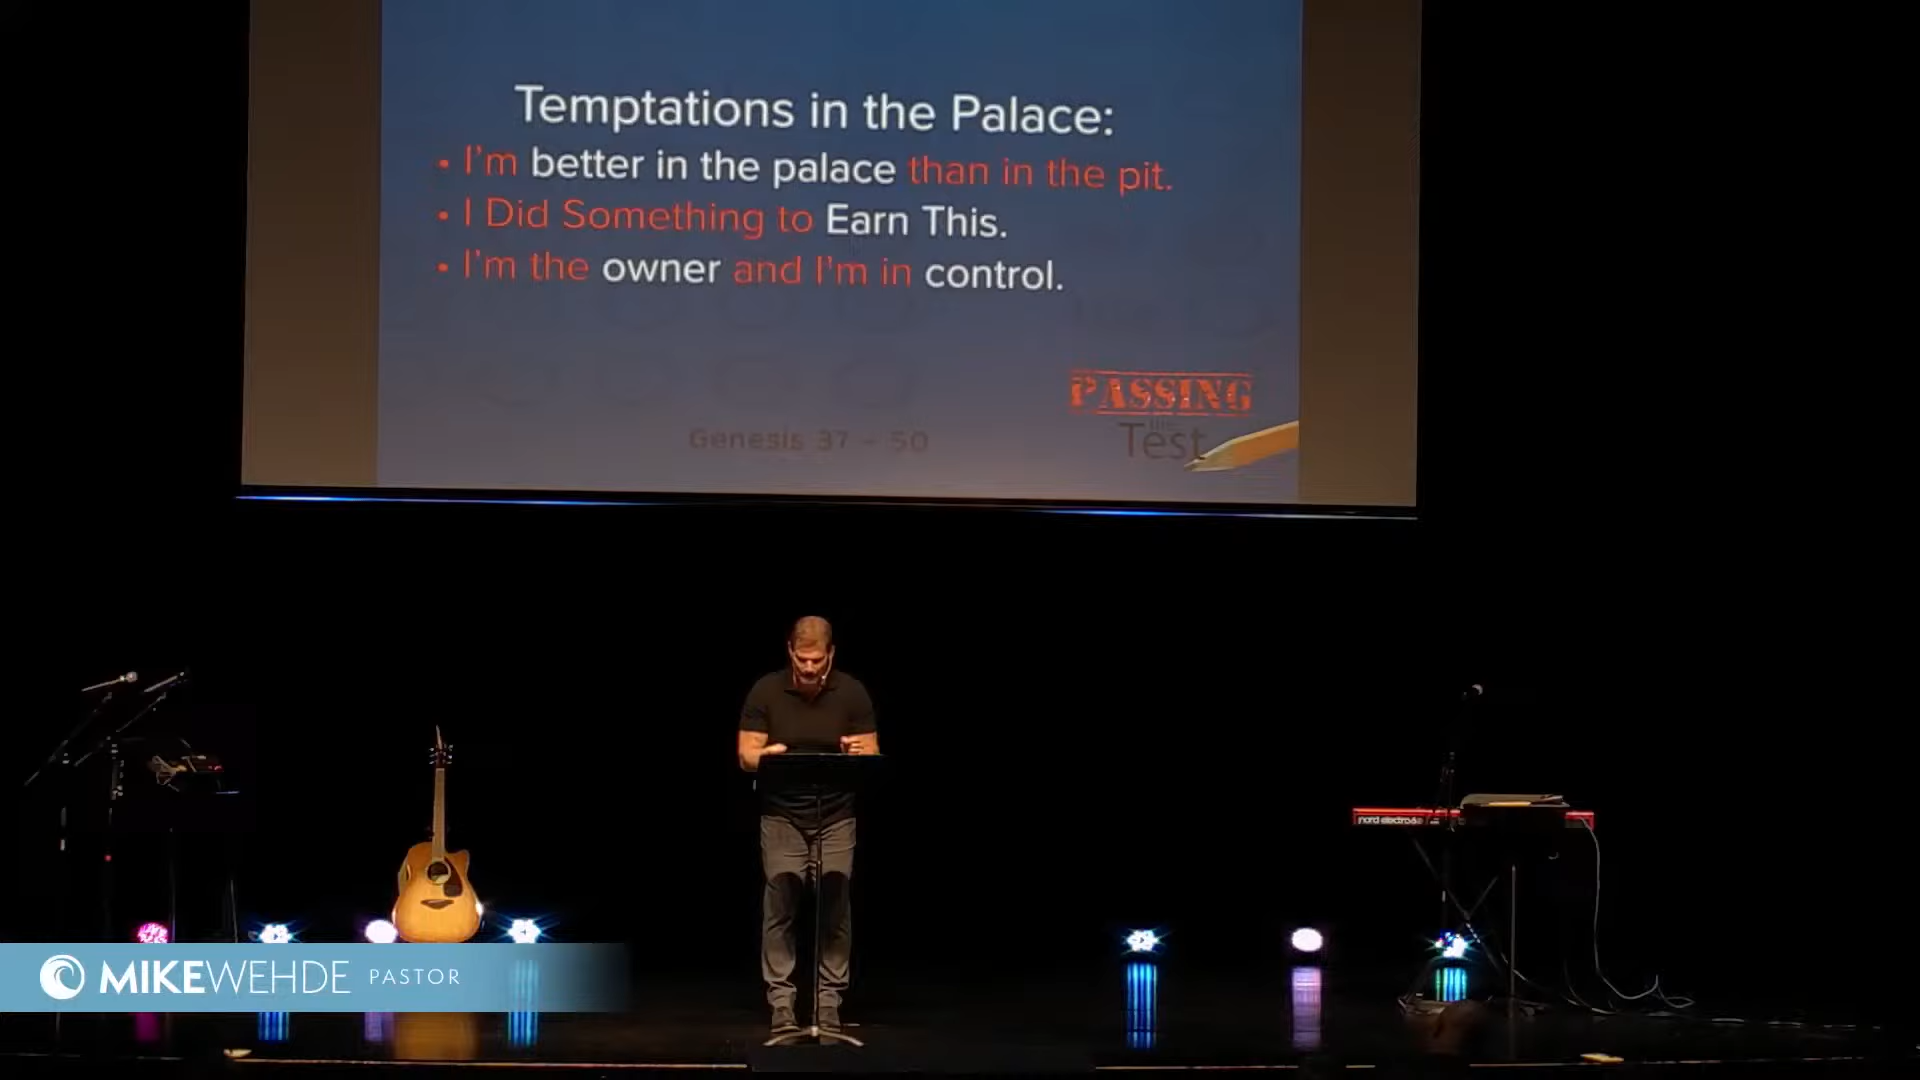 Temptations in the Palace:
• I'm better in the palace than in the pit.
• I Did Something to Earn This.
• I'm the owner and I'm in control.
PASSING
the
Test
Genesis 37 - 50
nord electro
MIKEWEHDE PASTOR